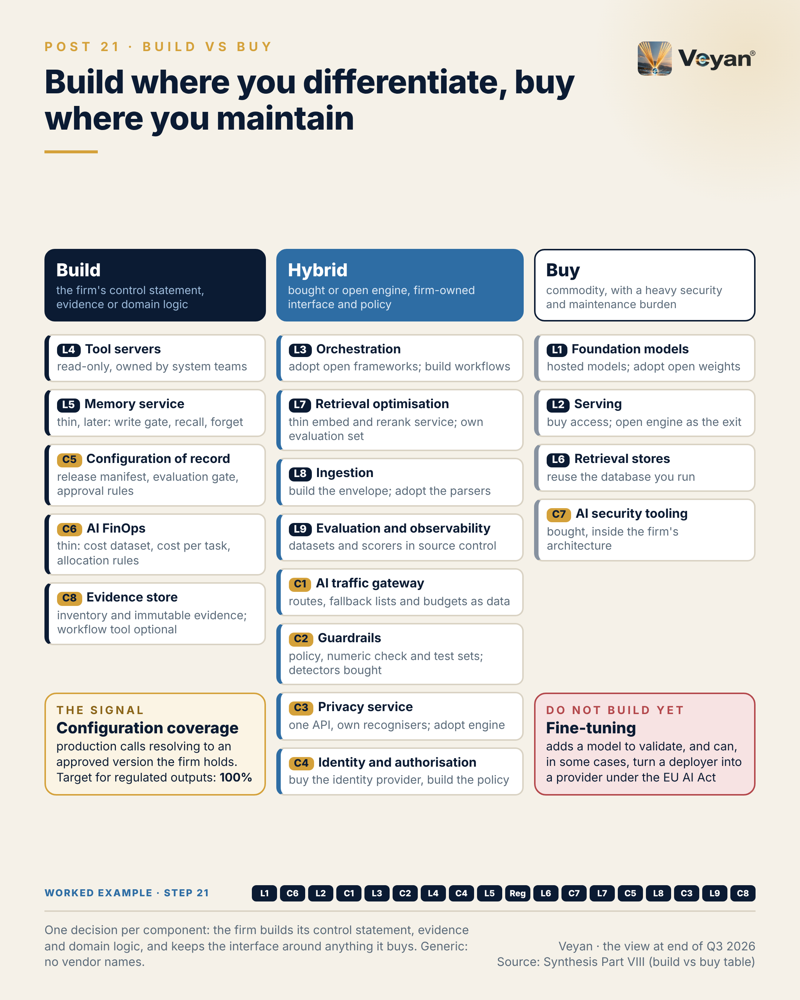 POST 21 · BUILD VS BUY
Build where you differentiate, buy
where you maintain
Veyan®
Build
the firm's control statement,
evidence or domain logic
L4 Tool servers
read-only, owned by system teams
L5 Memory service
thin, later: write gate, recall, forget
C5 Configuration of record
release manifest, evaluation gate,
approval rules
C6 AI FinOps
thin: cost dataset, cost per task,
allocation rules
C8 Evidence store
inventory and immutable evidence;
workflow tool optional
THE SIGNAL
Configuration coverage
production calls resolving to an
approved version the firm holds.
Target for regulated outputs: 100%
Hybrid
bought or open engine, firm-owned
interface and policy
L3 Orchestration
adopt open frameworks; build workflows
L7 Retrieval optimisation
thin embed and rerank service; own
evaluation set
L8 Ingestion
build the envelope; adopt the parsers
L9 Evaluation and observability
datasets and scorers in source control
C1 AI traffic gateway
routes, fallback lists and budgets as data
C2 Guardrails
policy, numeric check and test sets;
detectors bought
C3 Privacy service
one API, own recognisers; adopt engine
C4 Identity and authorisation
buy the identity provider, build the policy
Buy
commodity, with a heavy security
and maintenance burden
L1 Foundation models
hosted models; adopt open weights
L2 Serving
buy access; open engine as the exit
L6 Retrieval stores
reuse the database you run
C7 AI security tooling
bought, inside the firm's
architecture
DO NOT BUILD YET
Fine-tuning
adds a model to validate, and can,
in some cases, turn a deployer into
a provider under the EU AI Act
WORKED EXAMPLE · STEP 21
L1 C6 L2 C1 L3 C2 L4 C4 L5 Reg L6 C7 L7 C5 L8 C3 L9 C8
One decision per component: the firm builds its control statement, evidence
and domain logic, and keeps the interface around anything it buys. Generic:
no vendor names.
Veyan · the view at end of Q3 2026
Source: Synthesis Part VIII (build vs buy table)